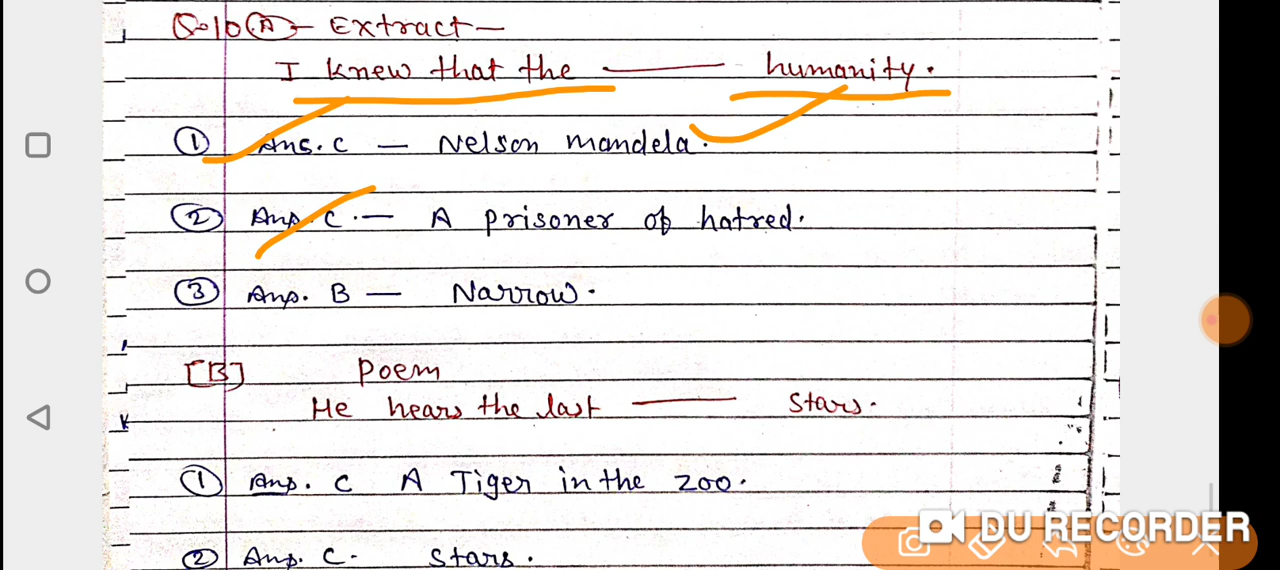 Q-10 (A)- Extract—
I knew that the —— humanity.
① Ans. C — Nelson mandela.
② Ans. C. — A prisoner of hatred.
③ Ans. B — Narrow.
[B] Poem
He hears the last —— Stars.
① Ans. C A Tiger in the zoo.
② Ans. C. Stars.
DU RECORDER